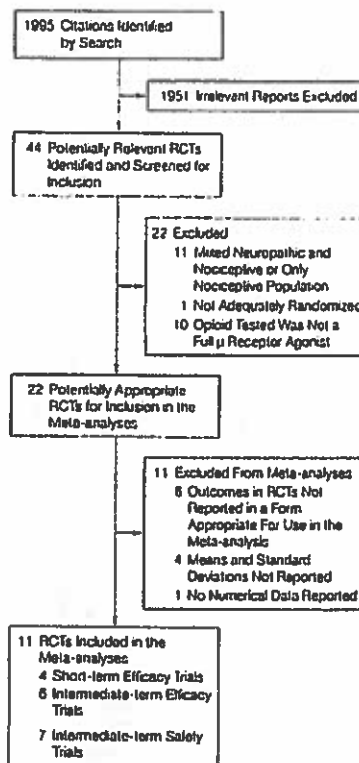 1995 Citations Identified
by Search
1951 Irrelevant Reports Excluded
44 Potentially Relevant RCTs
Identified and Screened for
Inclusion
22 Excluded
11 Mixed Neuropathic and
Nociceptive or Only
Nociceptive Population
1 Not Adequately Randomized
10 Opioid Tested Was Not a
Full μ Receptor Agonist
22 Potentially Appropriate
RCTs for Inclusion in the
Meta-analyses
11 Excluded From Meta-analyses
6 Outcomes in RCTs Not
Reported in a Form
Appropriate For Use in the
Meta-analysis
4 Means and Standard
Deviations Not Reported
1 No Numerical Data Reported
11 RCTs Included in the
Meta-analyses
4 Short-term Efficacy Trials
6 Intermediate-term Efficacy
Trials
7 Intermediate-term Safety
Trials